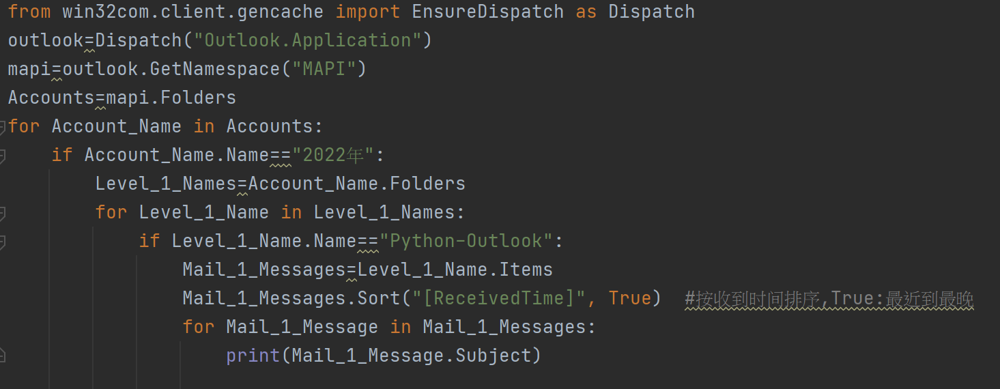 from win32com.client.gencache import EnsureDispatch as Dispatch
outlook=Dispatch("Outlook.Application")
mapi=outlook.GetNamespace("MAPI")
Accounts=mapi.Folders
for Account_Name in Accounts:
    if Account_Name.Name=="2022年":
        Level_1_Names=Account_Name.Folders
        for Level_1_Name in Level_1_Names:
            if Level_1_Name.Name=="Python-Outlook":
                Mail_1_Messages=Level_1_Name.Items
                Mail_1_Messages.Sort("[ReceivedTime]", True)  #按收到时间排序,True:最近到最晚
                for Mail_1_Message in Mail_1_Messages:
                    print(Mail_1_Message.Subject)